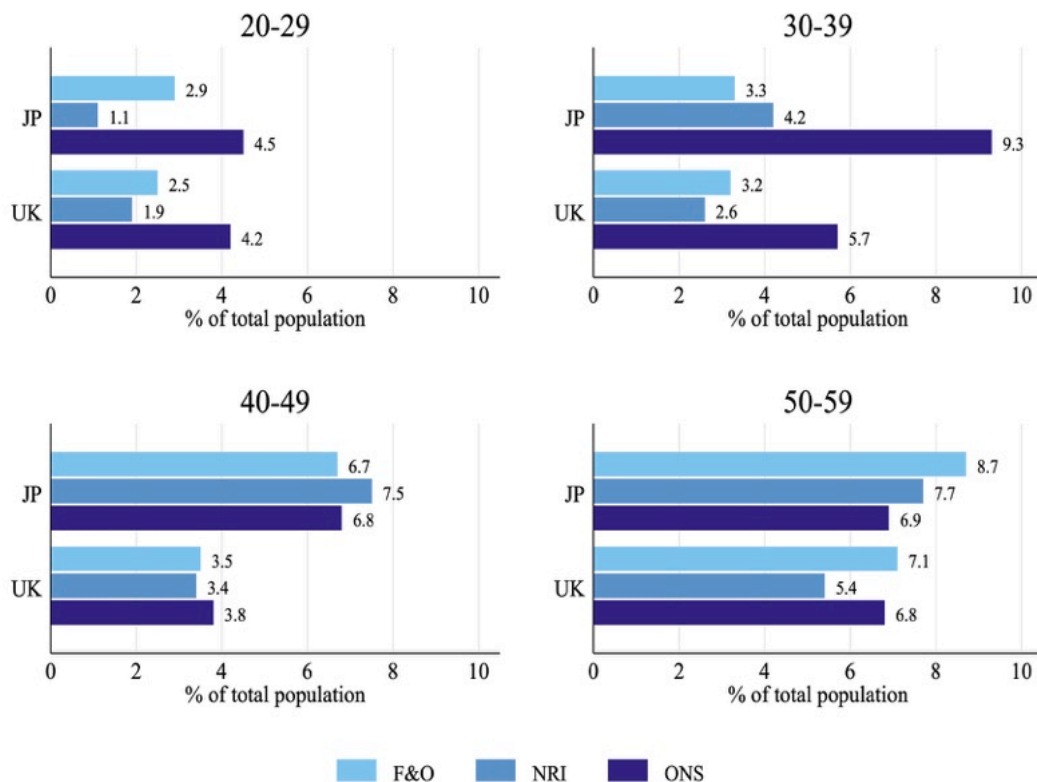 20-29
JP
2.9
1.1
4.5
UK
2.5
1.9
4.2
0 2 4 6 8 10
% of total population
30-39
JP
3.3
4.2
9.3
UK
3.2
2.6
5.7
0 2 4 6 8 10
% of total population
40-49
JP
6.7
7.5
6.8
UK
3.5
3.4
3.8
0 2 4 6 8 10
% of total population
50-59
JP
8.7
7.7
6.9
UK
7.1
5.4
6.8
0 2 4 6 8 10
% of total population
F&O NRI ONS